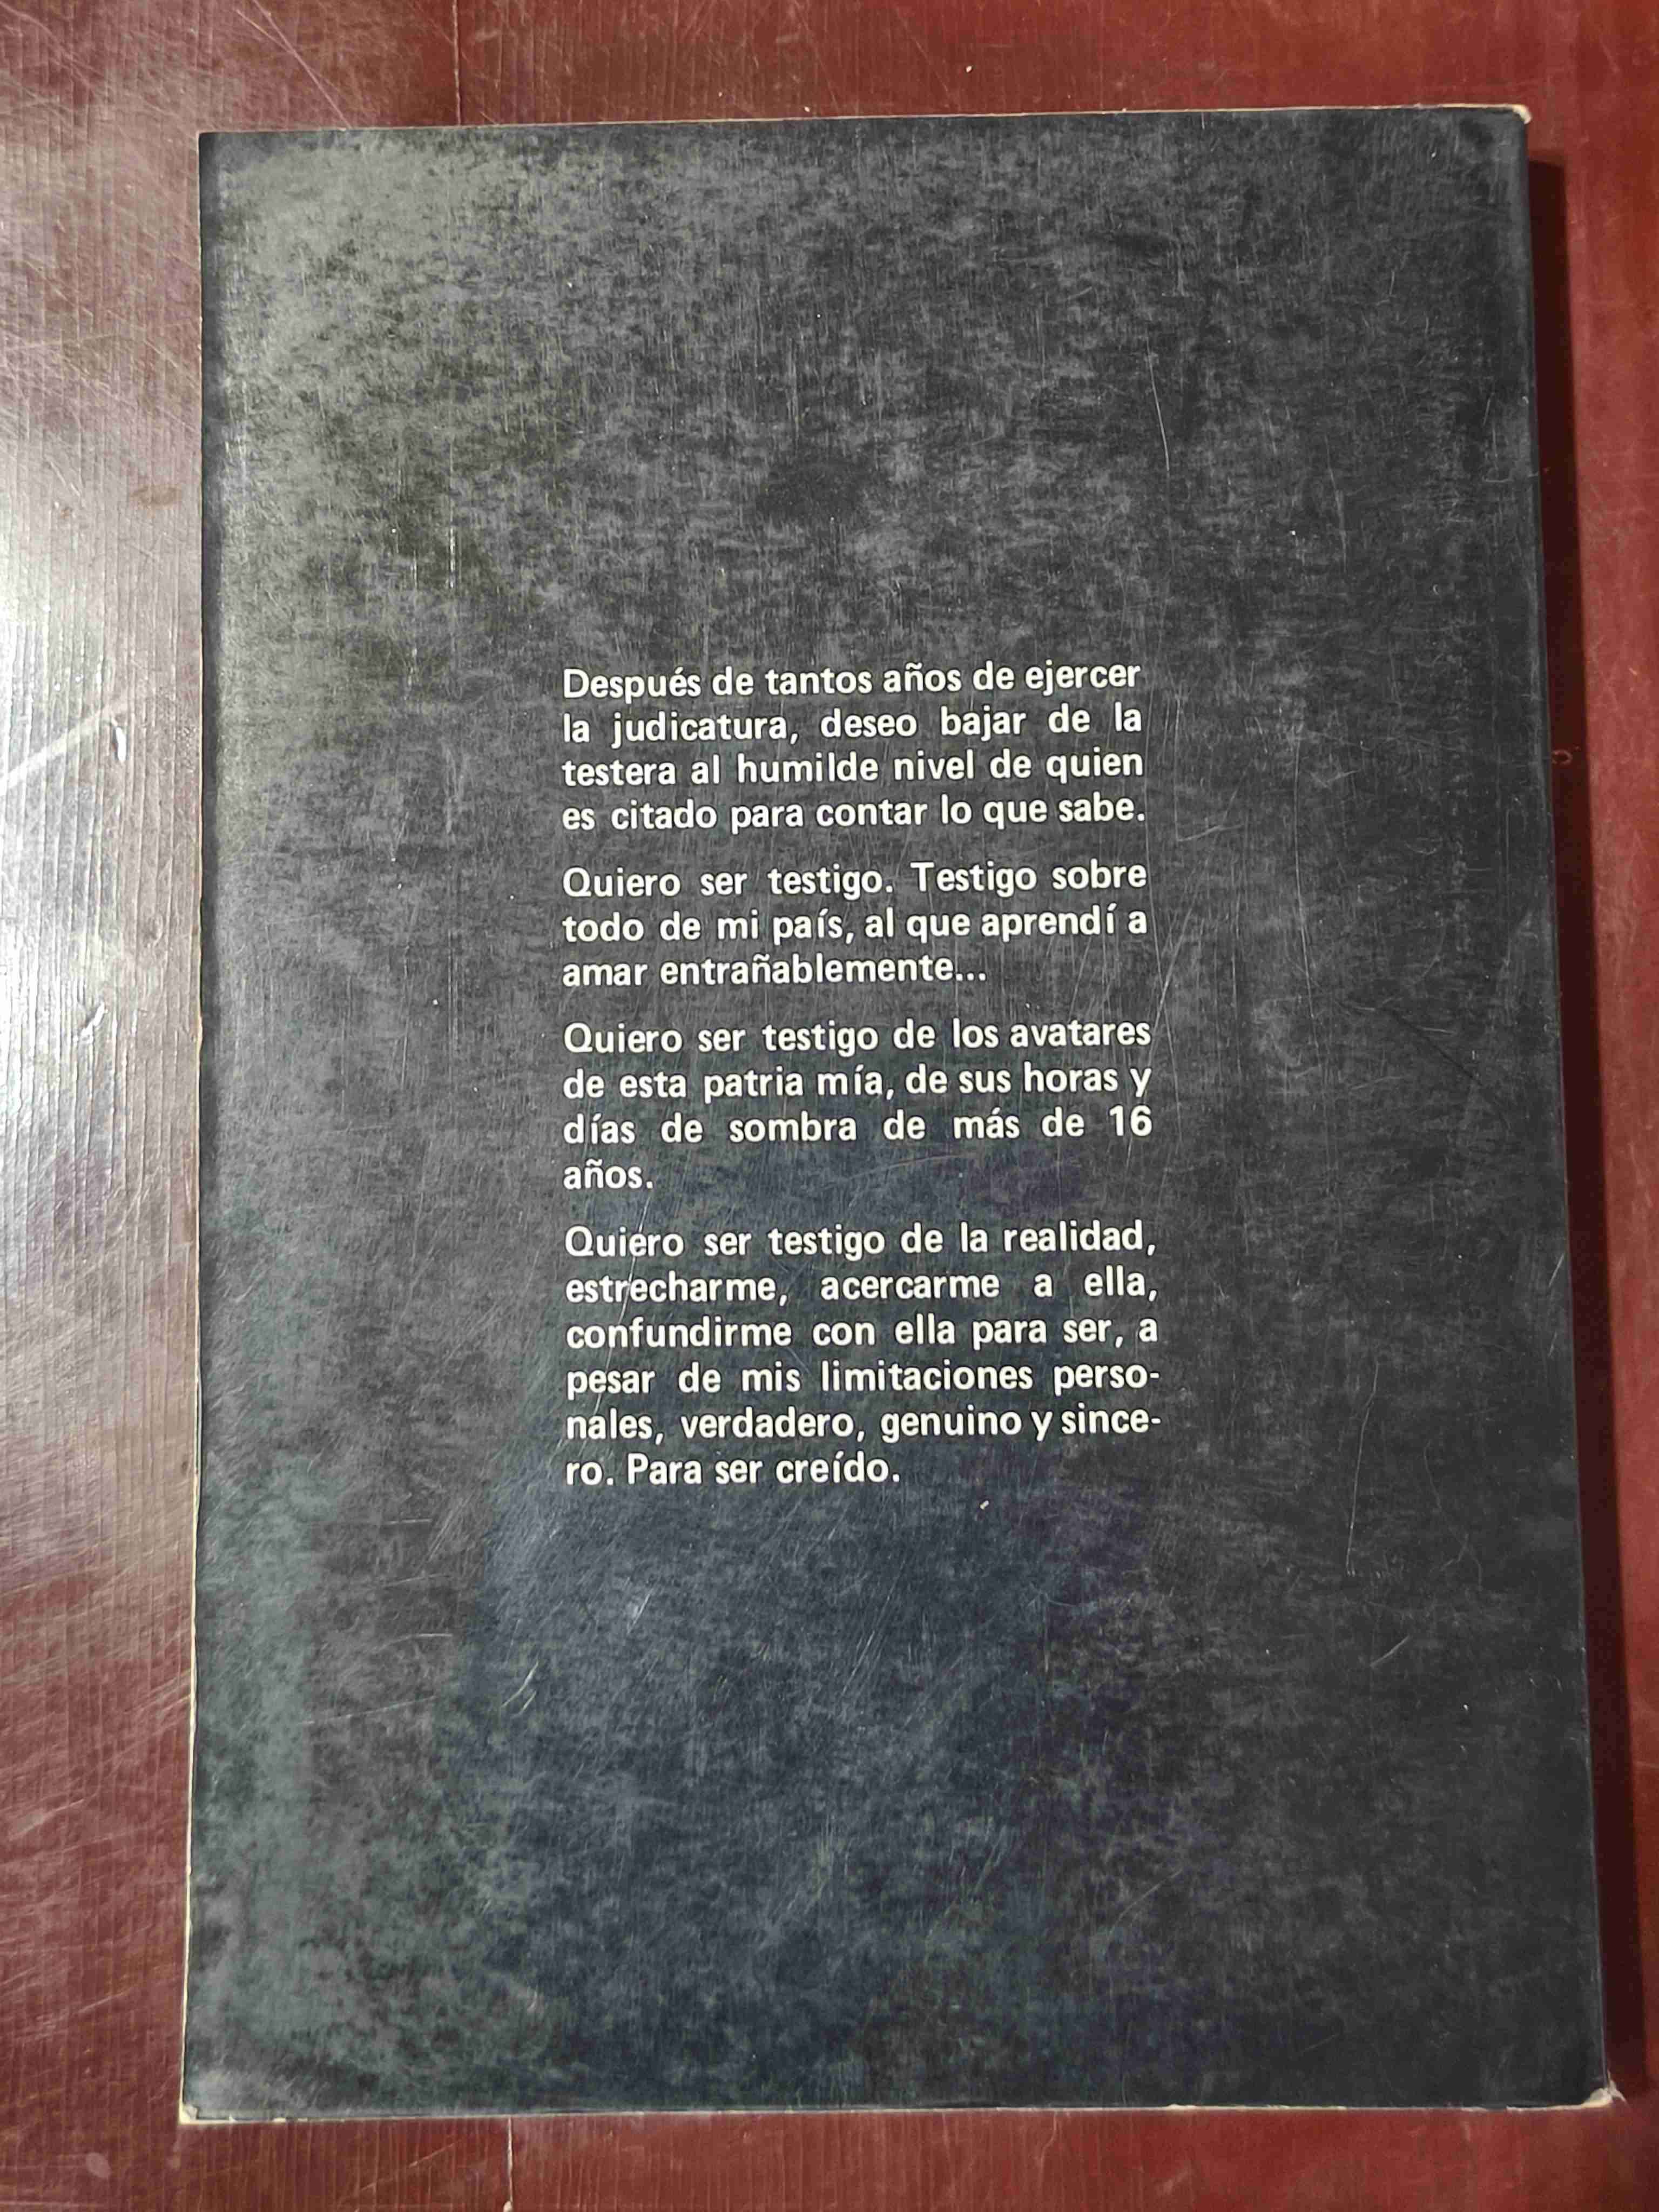 Después de tantos años de ejercer
la judicatura, deseo bajar de la
testera al humilde nivel de quien
es citado para contar lo que sabe.
Quiero ser testigo. Testigo sobre
todo de mi país, al que aprendí a
amar entrañablemente...
Quiero ser testigo de los avatares
de esta patria mía, de sus horas y
días de sombra de más de 16
años.
Quiero ser testigo de la realidad,
estrecharme, acercarme a ella,
confundirme con ella para ser, a
pesar de mis limitaciones perso-
nales, verdadero, genuino y since-
ro. Para ser creído.